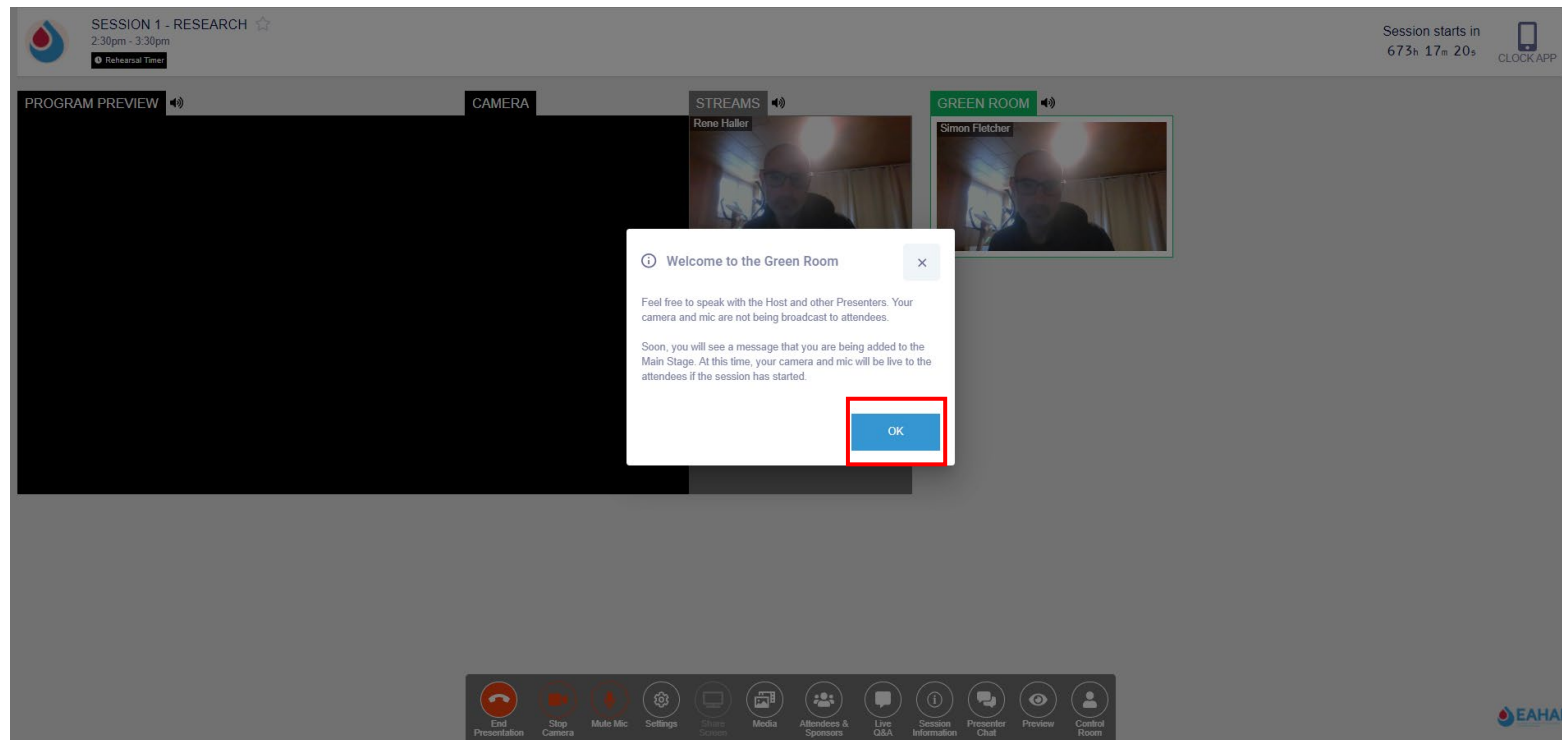 SESSION 1 - RESEARCH
2:30pm - 3:30pm
Rehearsal Timer
Session starts in
673h 17m 20s
CLOCK APP
PROGRAM PREVIEW
CAMERA
STREAMS
GREEN ROOM
Rene Haller
Simon Fletcher
Welcome to the Green Room
Feel free to speak with the Host and other Presenters. Your
camera and mic are not being broadcast to attendees.
Soon, you will see a message that you are being added to the
Main Stage. At this time, your camera and mic will be live to the
attendees if the session has started.
OK
End
Presentation
Stop
Camera
Mute Mic
Settings
Share
Screen
Media
Attendees &
Sponsors
Live
Q&A
Session
Information
Presenter
Chat
Preview
Control
Room